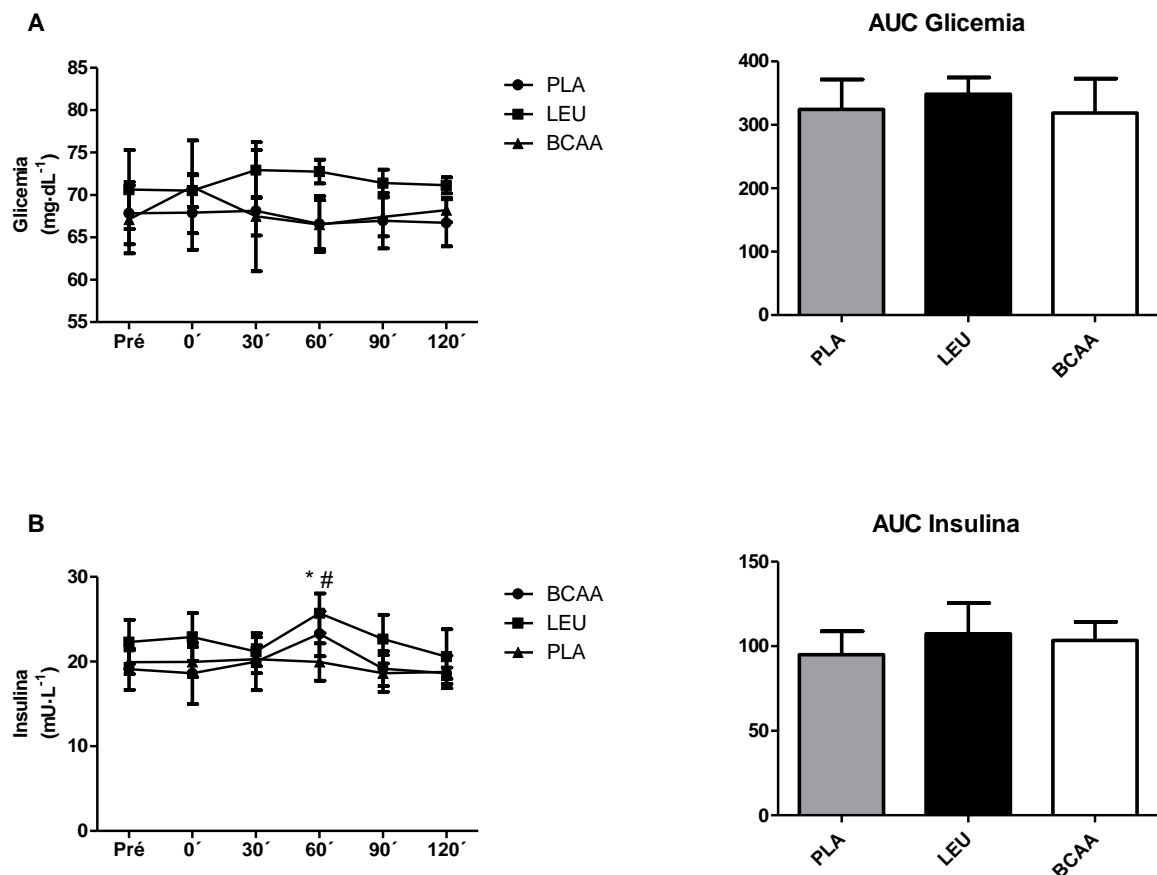 A
Glicemia
(mg·dL⁻¹)
85
80
75
70
65
60
55
Pré 0´ 30´ 60´ 90´ 120´
PLA
LEU
BCAA
AUC Glicemia
400
300
200
100
0
PLA LEU BCAA
B
Insulina
(mU·L⁻¹)
30
20
10
0
* #
Pré 0´ 30´ 60´ 90´ 120´
BCAA
LEU
PLA
AUC Insulina
150
100
50
0
PLA LEU BCAA